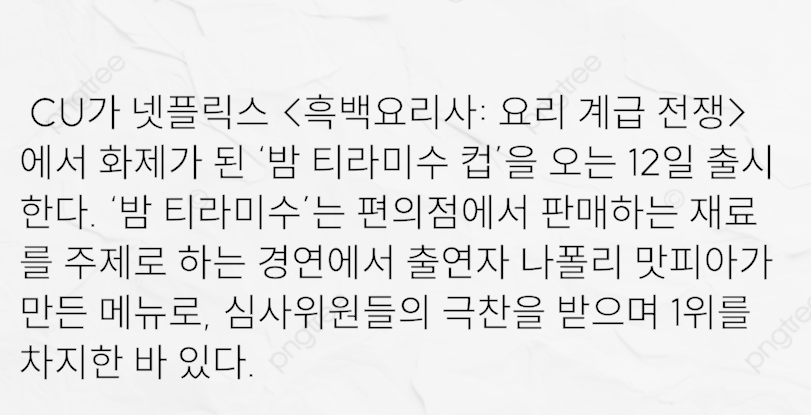 CU가 넷플릭스 <흑백요리사: 요리 계급 전쟁>
에서 화제가 된 ‘밤 티라미수 컵’을 오는 12일 출시
한다. ‘밤 티라미수’는 편의점에서 판매하는 재료
를 주제로 하는 경연에서 출연자 나폴리 맛피아가
만든 메뉴로, 심사위원들의 극찬을 받으며 1위를
차지한 바 있다.
pngtree